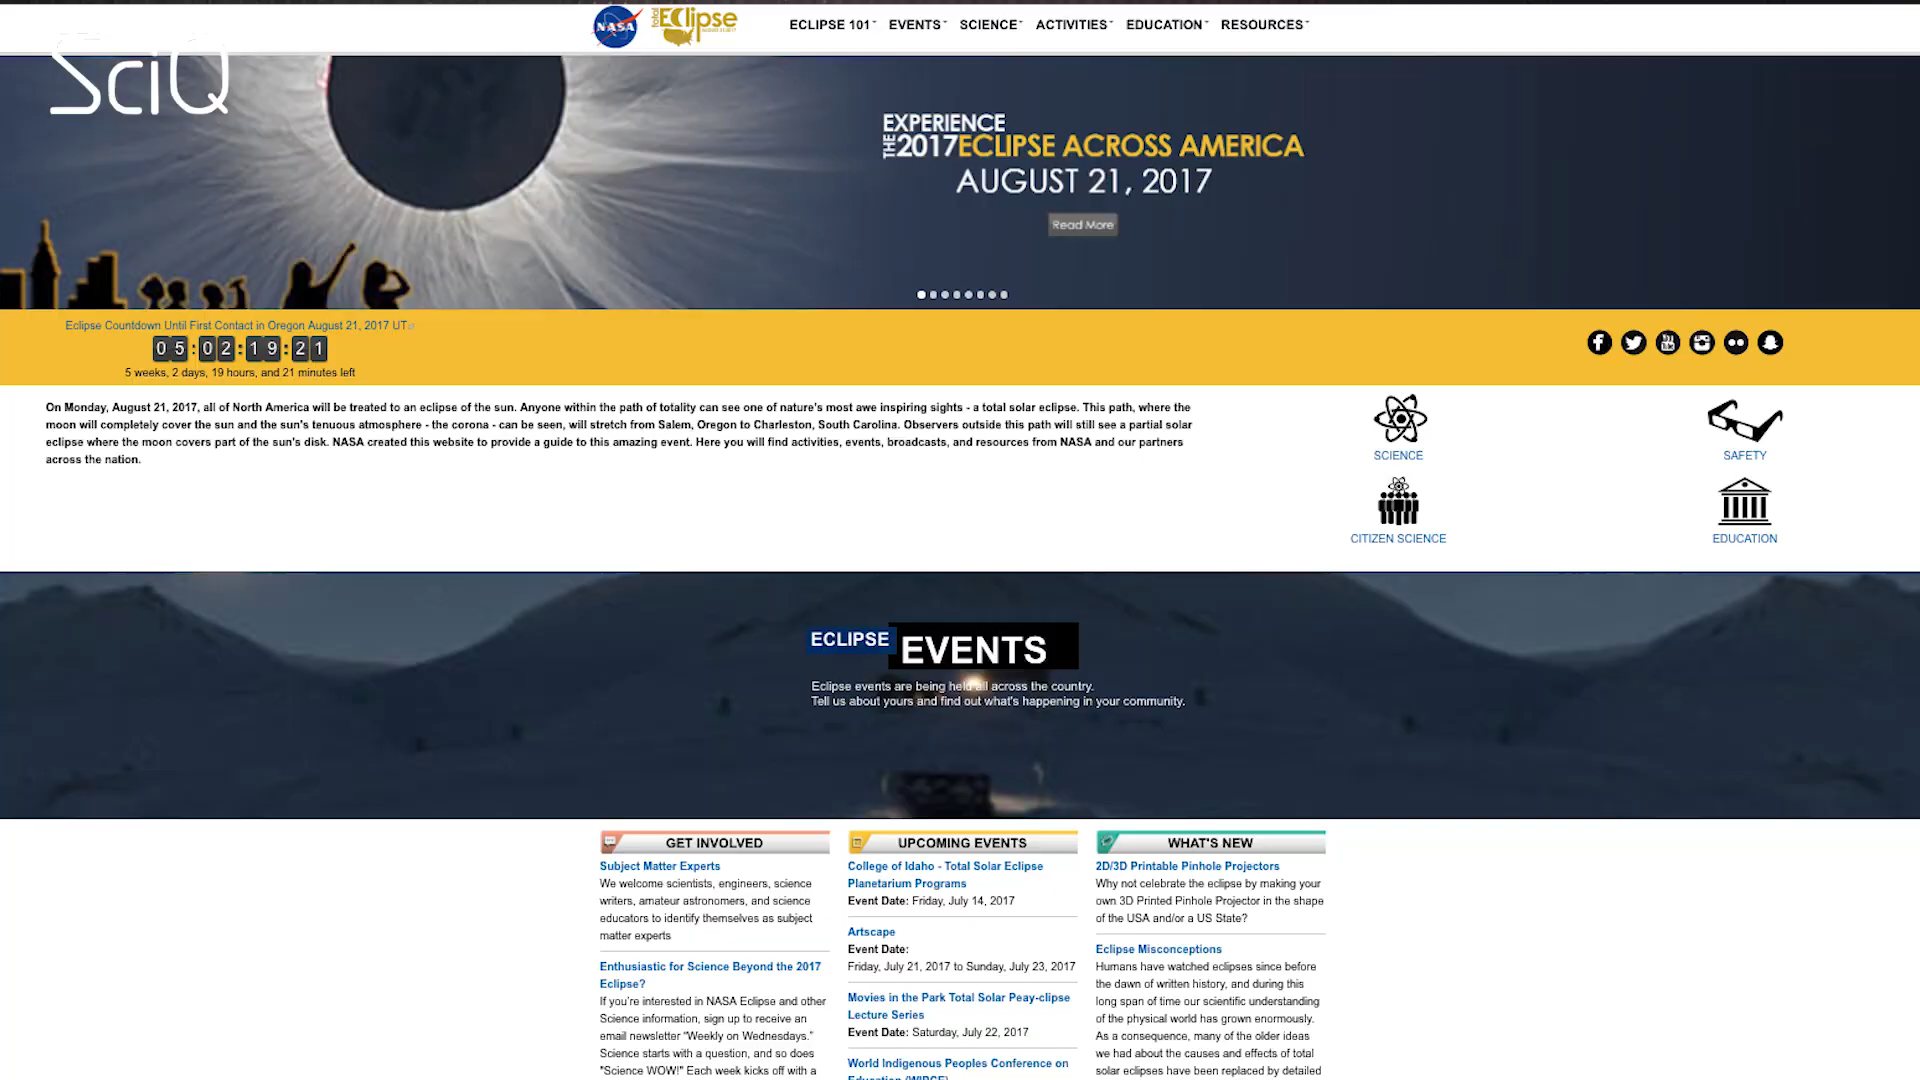 NASA
total Eclipse
ECLIPSE 101 EVENTS SCIENCE ACTIVITIES EDUCATION RESOURCES
SciQ
EXPERIENCE
THE 2017 ECLIPSE ACROSS AMERICA
AUGUST 21, 2017
Read More
Eclipse Countdown Until First Contact in Oregon August 21, 2017 UT
05:02:19:21
5 weeks, 2 days, 19 hours, and 21 minutes left
On Monday, August 21, 2017, all of North America will be treated to an eclipse of the sun. Anyone within the path of totality can see one of nature's most awe inspiring sights - a total solar eclipse. This path, where the
moon will completely cover the sun and the sun's tenuous atmosphere - the corona - can be seen, will stretch from Salem, Oregon to Charleston, South Carolina. Observers outside this path will still see a partial solar
eclipse where the moon covers part of the sun's disk. NASA created this website to provide a guide to this amazing event. Here you will find activities, events, broadcasts, and resources from NASA and our partners
across the nation.
SCIENCE
SAFETY
CITIZEN SCIENCE
EDUCATION
ECLIPSE EVENTS
Eclipse events are being held all across the country.
Tell us about yours and find out what's happening in your community.
GET INVOLVED
Subject Matter Experts
We welcome scientists, engineers, science
writers, amateur astronomers, and science
educators to identify themselves as subject
matter experts
Enthusiastic for Science Beyond the 2017
Eclipse?
If you're interested in NASA Eclipse and other
Science information, sign up to receive an
email newsletter "Weekly on Wednesdays."
Science starts with a question, and so does
"Science WOW!" Each week kicks off with a
UPCOMING EVENTS
College of Idaho - Total Solar Eclipse
Planetarium Programs
Event Date: Friday, July 14, 2017
Artscape
Event Date:
Friday, July 21, 2017 to Sunday, July 23, 2017
Movies in the Park Total Solar Peay-clipse
Lecture Series
Event Date: Saturday, July 22, 2017
World Indigenous Peoples Conference on
Education (WIPCE)
WHAT'S NEW
2D/3D Printable Pinhole Projectors
Why not celebrate the eclipse by making your
own 3D Printed Pinhole Projector in the shape
of the USA and/or a US State?
Eclipse Misconceptions
Humans have watched eclipses since before
the dawn of written history, and during this
long span of time our scientific understanding
of the physical world has grown enormously.
As a consequence, many of the older ideas
we had about the causes and effects of total
solar eclipses have been replaced by detailed